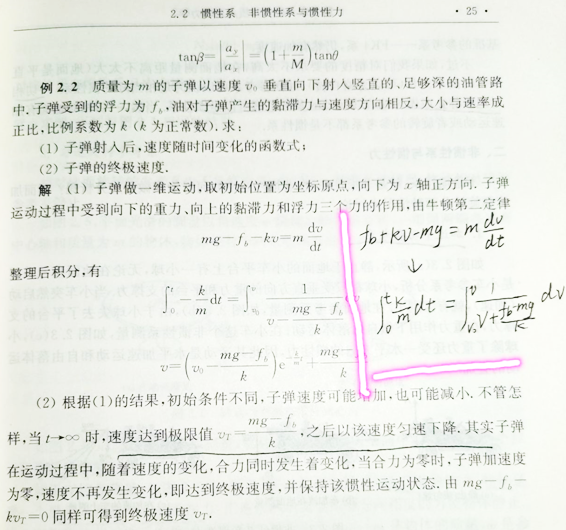 2.2 惯性系 非惯性系与惯性力 · 25 ·
tanβ=|a_y/a_x|=(1+m/M)tanθ
例 2.2 质量为 m 的子弹以速度 v₀ 垂直向下射入竖直的、足够深的油管路
中.子弹受到的浮力为 f_b,油对子弹产生的黏滞力与速度方向相反,大小与速率成
正比,比例系数为 k(k 为正常数).求:
(1) 子弹射入后,速度随时间变化的函数式;
(2) 子弹的终极速度.
解 (1) 子弹做一维运动,取初始位置为坐标原点,向下为 x 轴正方向.子弹
运动过程中受到向下的重力、向上的黏滞力和浮力三个力的作用,由牛顿第二定律
mg-f_b-kv=m dv/dt
fb+kv-mg=m dv/dt
↓
整理后积分,有
∫₀ᵗ -k/m dt=∫ 1/(v-(mg-f_b)/k)
∫₀ᵗ k/m dt = ∫_{v₀}^{v} 1/(v+(fb-mg)/k) dv
v=(v₀-(mg-f_b)/k)e^{-kt/m}+(mg-f_b)/k
(2) 根据(1)的结果,初始条件不同,子弹速度可能增加,也可能减小.不管怎
样,当 t→∞ 时,速度达到极限值 v_T=(mg-f_b)/k,之后以该速度匀速下降.其实子弹
在运动过程中,随着速度的变化,合力同时发生着变化,当合力为零时,子弹加速度
为零,速度不再发生变化,即达到终极速度,并保持该惯性运动状态.由 mg-f_b-
kv_T=0 同样可得到终极速度 v_T.